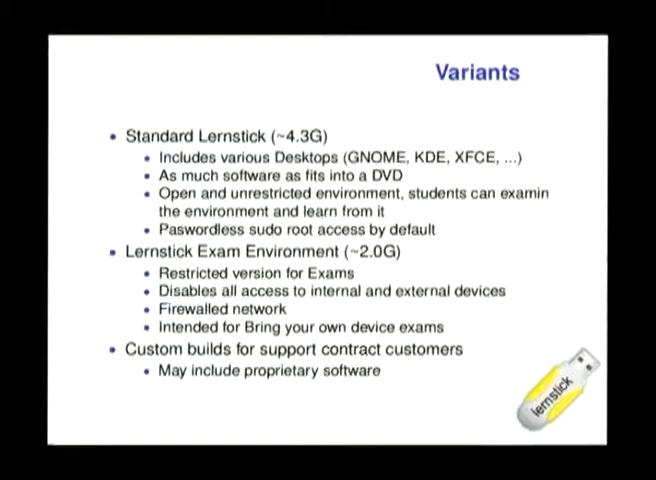 Variants
• Standard Lernstick (~4.3G)
• Includes various Desktops (GNOME, KDE, XFCE, ...)
• As much software as fits into a DVD
• Open and unrestricted environment, students can examin
the environment and learn from it
• Paswordless sudo root access by default
• Lernstick Exam Environment (~2.0G)
• Restricted version for Exams
• Disables all access to internal and external devices
• Firewalled network
• Intended for Bring your own device exams
• Custom builds for support contract customers
• May include proprietary software
lernstick